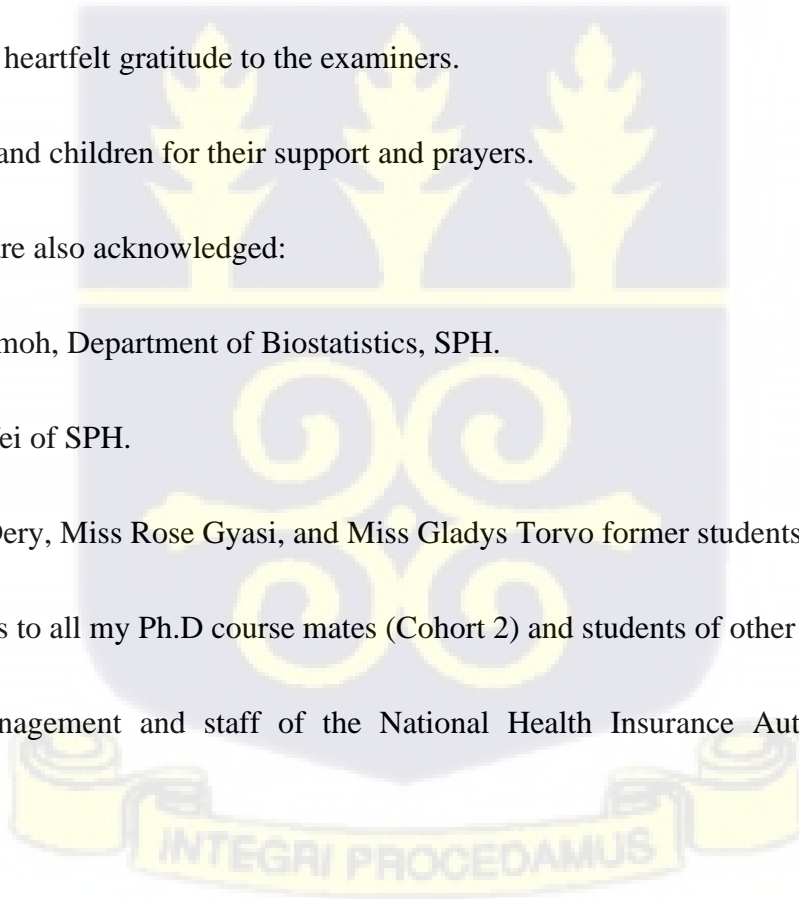 heartfelt gratitude to the examiners.
and children for their support and prayers.
are also acknowledged:
moh, Department of Biostatistics, SPH.
ei of SPH.
Dery, Miss Rose Gyasi, and Miss Gladys Torvo former students
s to all my Ph.D course mates (Cohort 2) and students of other
nagement and staff of the National Health Insurance Aut
INTEGRI PROCEDAMUS